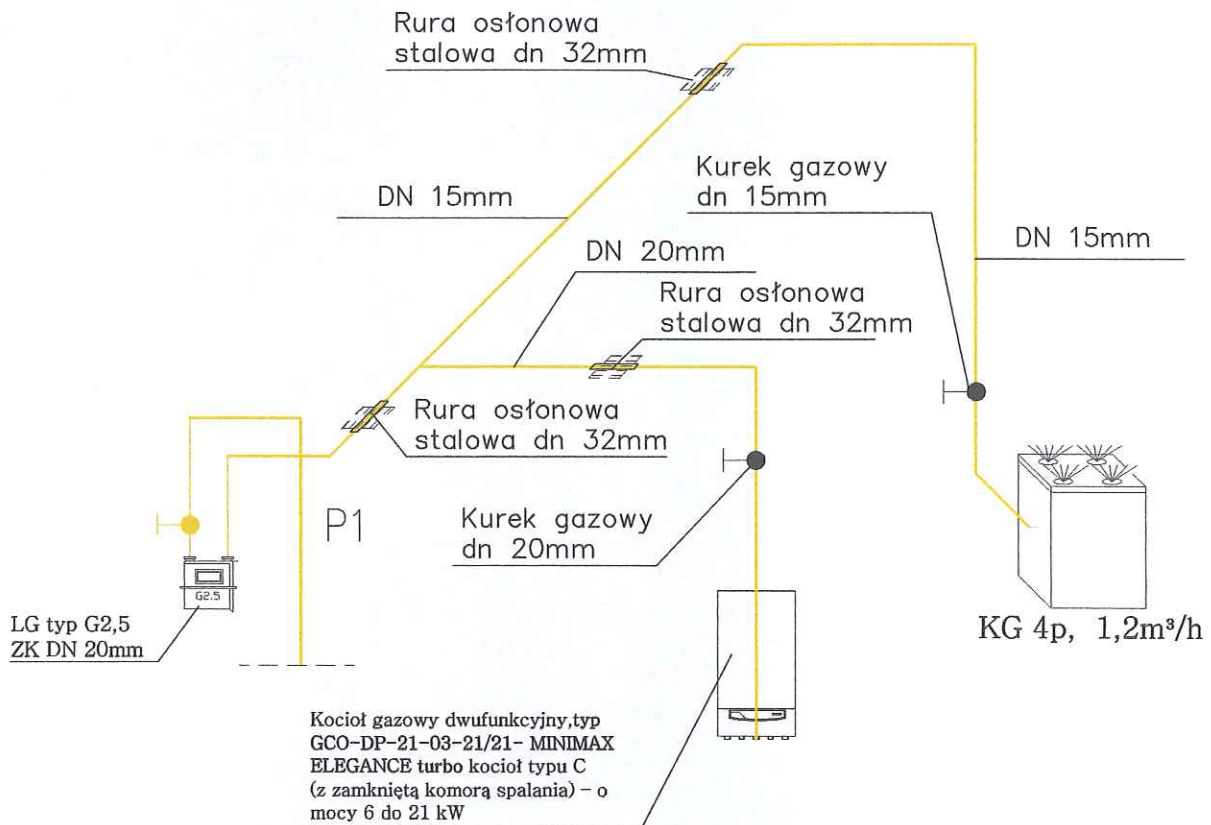 Rura osłonowa
stalowa dn 32mm
Kurek gazowy
dn 15mm
DN 15mm
DN 15mm
DN 20mm
Rura osłonowa
stalowa dn 32mm
Rura osłonowa
stalowa dn 32mm
P1
Kurek gazowy
dn 20mm
G2.5
LG typ G2,5
ZK DN 20mm
KG 4p, 1,2m³/h
Kocioł gazowy dwufunkcyjny,typ
GCO-DP-21-03-21/21- MINIMAX
ELEGANCE turbo kocioł typu C
(z zamkniętą komorą spalania) - o
mocy 6 do 21 kW